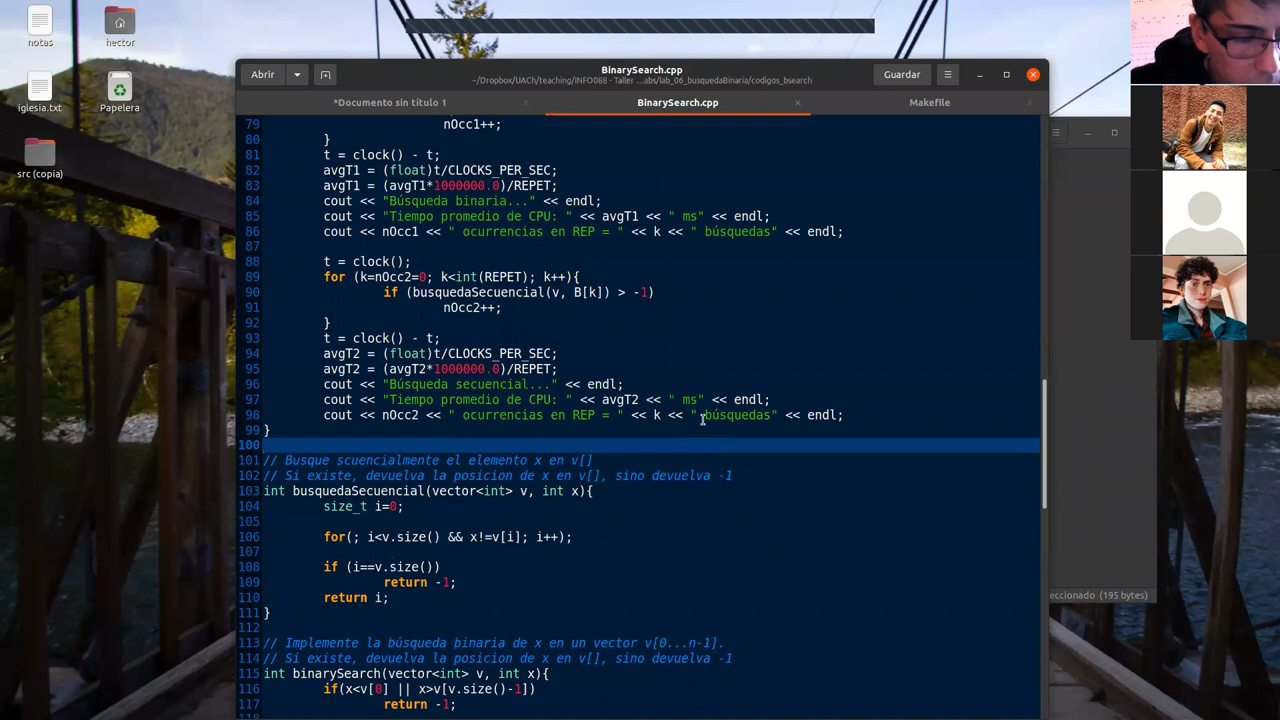 notas
hector
iglesia.txt
Papelera
src (copia)
Abrir
BinarySearch.cpp
~/Dropbox/UACh/teaching/INFO088 - Taller ...abs/lab_06_busquedaBinaria/codigos_bsearch
Guardar
*Documento sin título 1
BinarySearch.cpp
Makefile
79 nOcc1++;
80 }
81 t = clock() - t;
82 avgT1 = (float)t/CLOCKS_PER_SEC;
83 avgT1 = (avgT1*1000000.0)/REPET;
84 cout << "Búsqueda binaria..." << endl;
85 cout << "Tiempo promedio de CPU: " << avgT1 << " ms" << endl;
86 cout << nOcc1 << " ocurrencias en REP = " << k << " búsquedas" << endl;
87
88 t = clock();
89 for (k=nOcc2=0; k<int(REPET); k++){
90 if (busquedaSecuencial(v, B[k]) > -1)
91 nOcc2++;
92 }
93 t = clock() - t;
94 avgT2 = (float)t/CLOCKS_PER_SEC;
95 avgT2 = (avgT2*1000000.0)/REPET;
96 cout << "Búsqueda secuencial..." << endl;
97 cout << "Tiempo promedio de CPU: " << avgT2 << " ms" << endl;
98 cout << nOcc2 << " ocurrencias en REP = " << k << " búsquedas" << endl;
99 }
100
101 // Busque scuencialmente el elemento x en v[]
102 // Si existe, devuelva la posicion de x en v[], sino devuelva -1
103 int busquedaSecuencial(vector<int> v, int x){
104 size_t i=0;
105
106 for(; i<v.size() && x!=v[i]; i++);
107
108 if (i==v.size())
109 return -1;
110 return i;
111 }
112
113 // Implemente la búsqueda binaria de x en un vector v[0...n-1].
114 // Si existe, devuelva la posicion de x en v[], sino devuelva -1
115 int binarySearch(vector<int> v, int x){
116 if(x<v[0] || x>v[v.size()-1])
117 return -1;
eccionado (195 bytes)